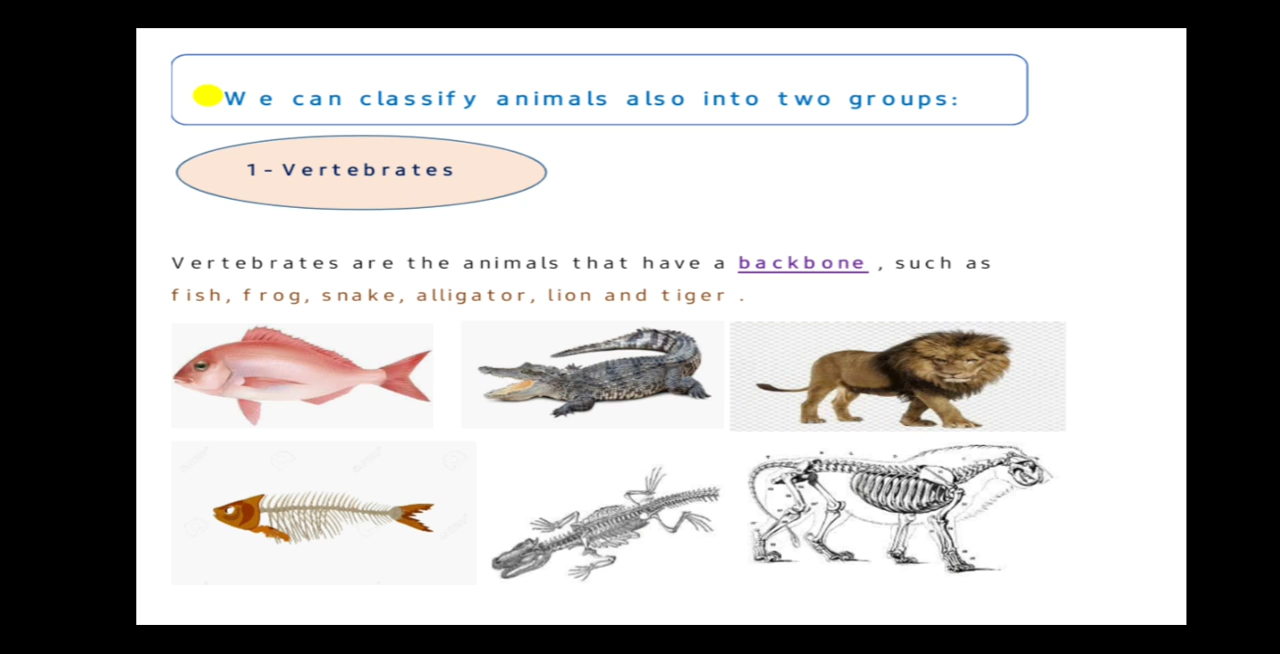 We can classify animals also into two groups:
1- Vertebrates
Vertebrates are the animals that have a backbone , such as
fish, frog, snake, alligator, lion and tiger .